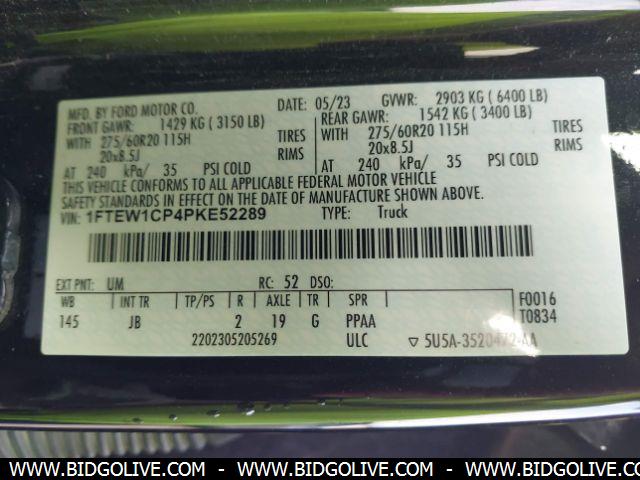 MFD. BY FORD MOTOR CO.
DATE: 05/23 GVWR: 2903 KG ( 6400 LB)
FRONT GAWR: 1429 KG ( 3150 LB)
REAR GAWR: 1542 KG ( 3400 LB)
WITH 275/60R20 115H TIRES
WITH 275/60R20 115H TIRES
20x8.5J RIMS
20x8.5J RIMS
AT 240 kPa/ 35 PSI COLD
AT 240 kPa/ 35 PSI COLD
THIS VEHICLE CONFORMS TO ALL APPLICABLE FEDERAL MOTOR VEHICLE
SAFETY STANDARDS IN EFFECT ON THE DATE OF MANUFACTURE SHOWN ABOVE.
VIN: 1FTEW1CP4PKE52289 TYPE: Truck
EXT PNT: UM RC: 52 DSO:
WB INT TR TP/PS R AXLE TR SPR
145 JB 2 19 G PPAA
2202305205269 ULC
F0016
T0834
▽ 5U5A-3520472-AA
WWW.BIDGOLIVE.COM - WWW.BIDGOLIVE.COM - WWW.BIDGOLIVE.COM